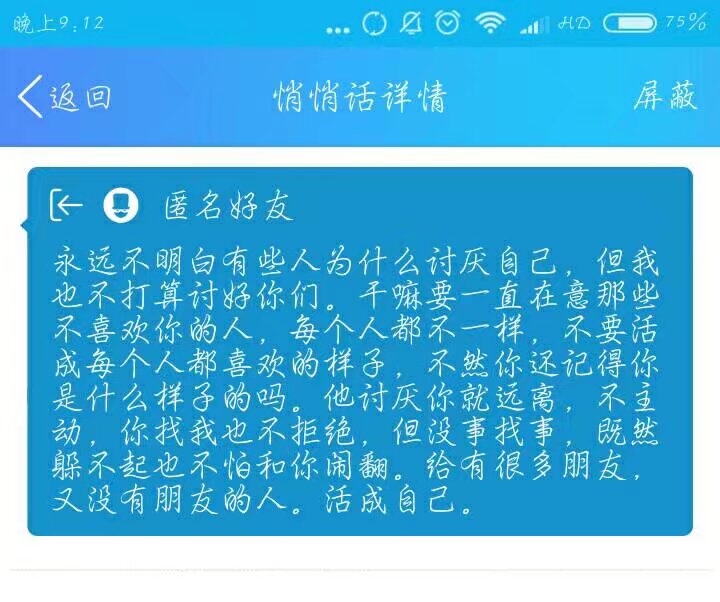 晚上9:12
HD
75%
返回
悄悄话详情
屏蔽
匿名好友
永远不明白有些人为什么讨厌自己，但我
也不打算讨好你们。干嘛要一直在意那些
不喜欢你的人，每个人都不一样，不要活
成每个人都喜欢的样子，不然你还记得你
是什么样子的吗。他讨厌你就远离，不主
动，你找我也不拒绝，但没事找事，既然
躲不起也不怕和你闹翻。给有很多朋友，
又没有朋友的人。活成自己。